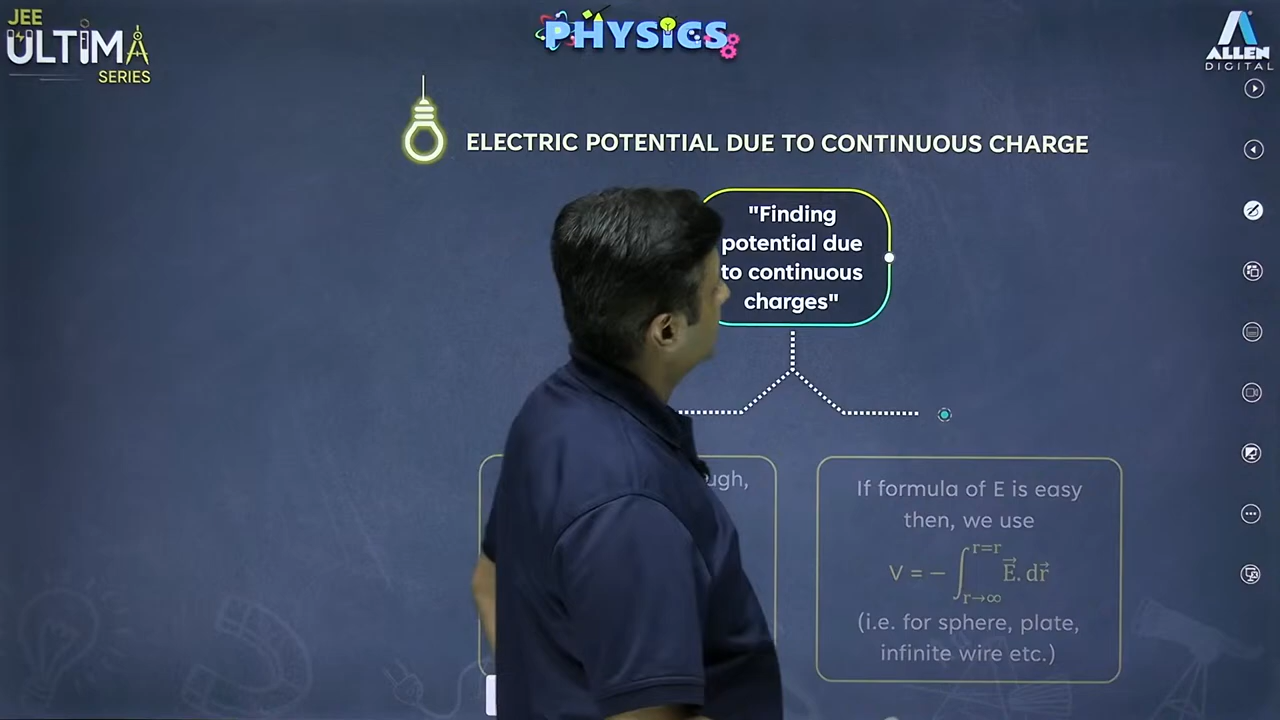 JEE
ULTIMA
SERIES
PHYSICS
ALLEN
DIGITAL
ELECTRIC POTENTIAL DUE TO CONTINUOUS CHARGE
"Finding
potential due
to continuous
charges"
If formula of E is easy
then, we use
V = − ∫_{r→∞}^{r=r} E⃗. dr⃗
(i.e. for sphere, plate,
infinite wire etc.)